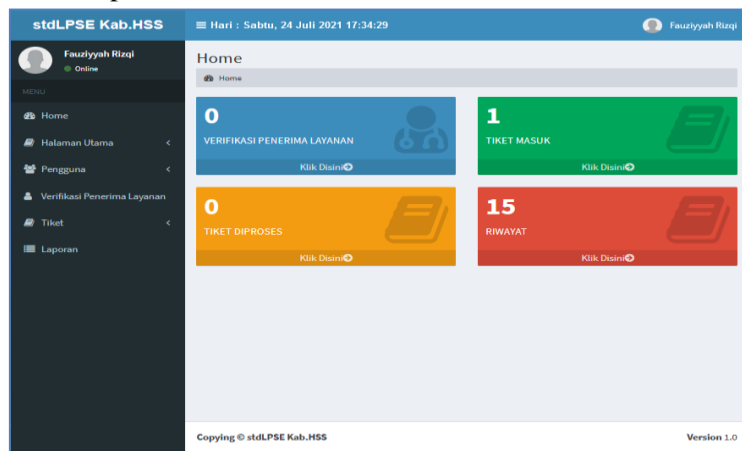 stdLPSE Kab.HSS
Hari : Sabtu, 24 Juli 2021 17:34:29
Fauziyyah Rizqi
Fauziyyah Rizqi
Online
MENU
Home
Halaman Utama
Pengguna
Verifikasi Penerima Layanan
Tiket
Laporan
Home
Home
0
VERIFIKASI PENERIMA LAYANAN
Klik Disini
1
TIKET MASUK
Klik Disini
0
TIKET DIPROSES
Klik Disini
15
RIWAYAT
Klik Disini
Copying © stdLPSE Kab.HSS
Version 1.0